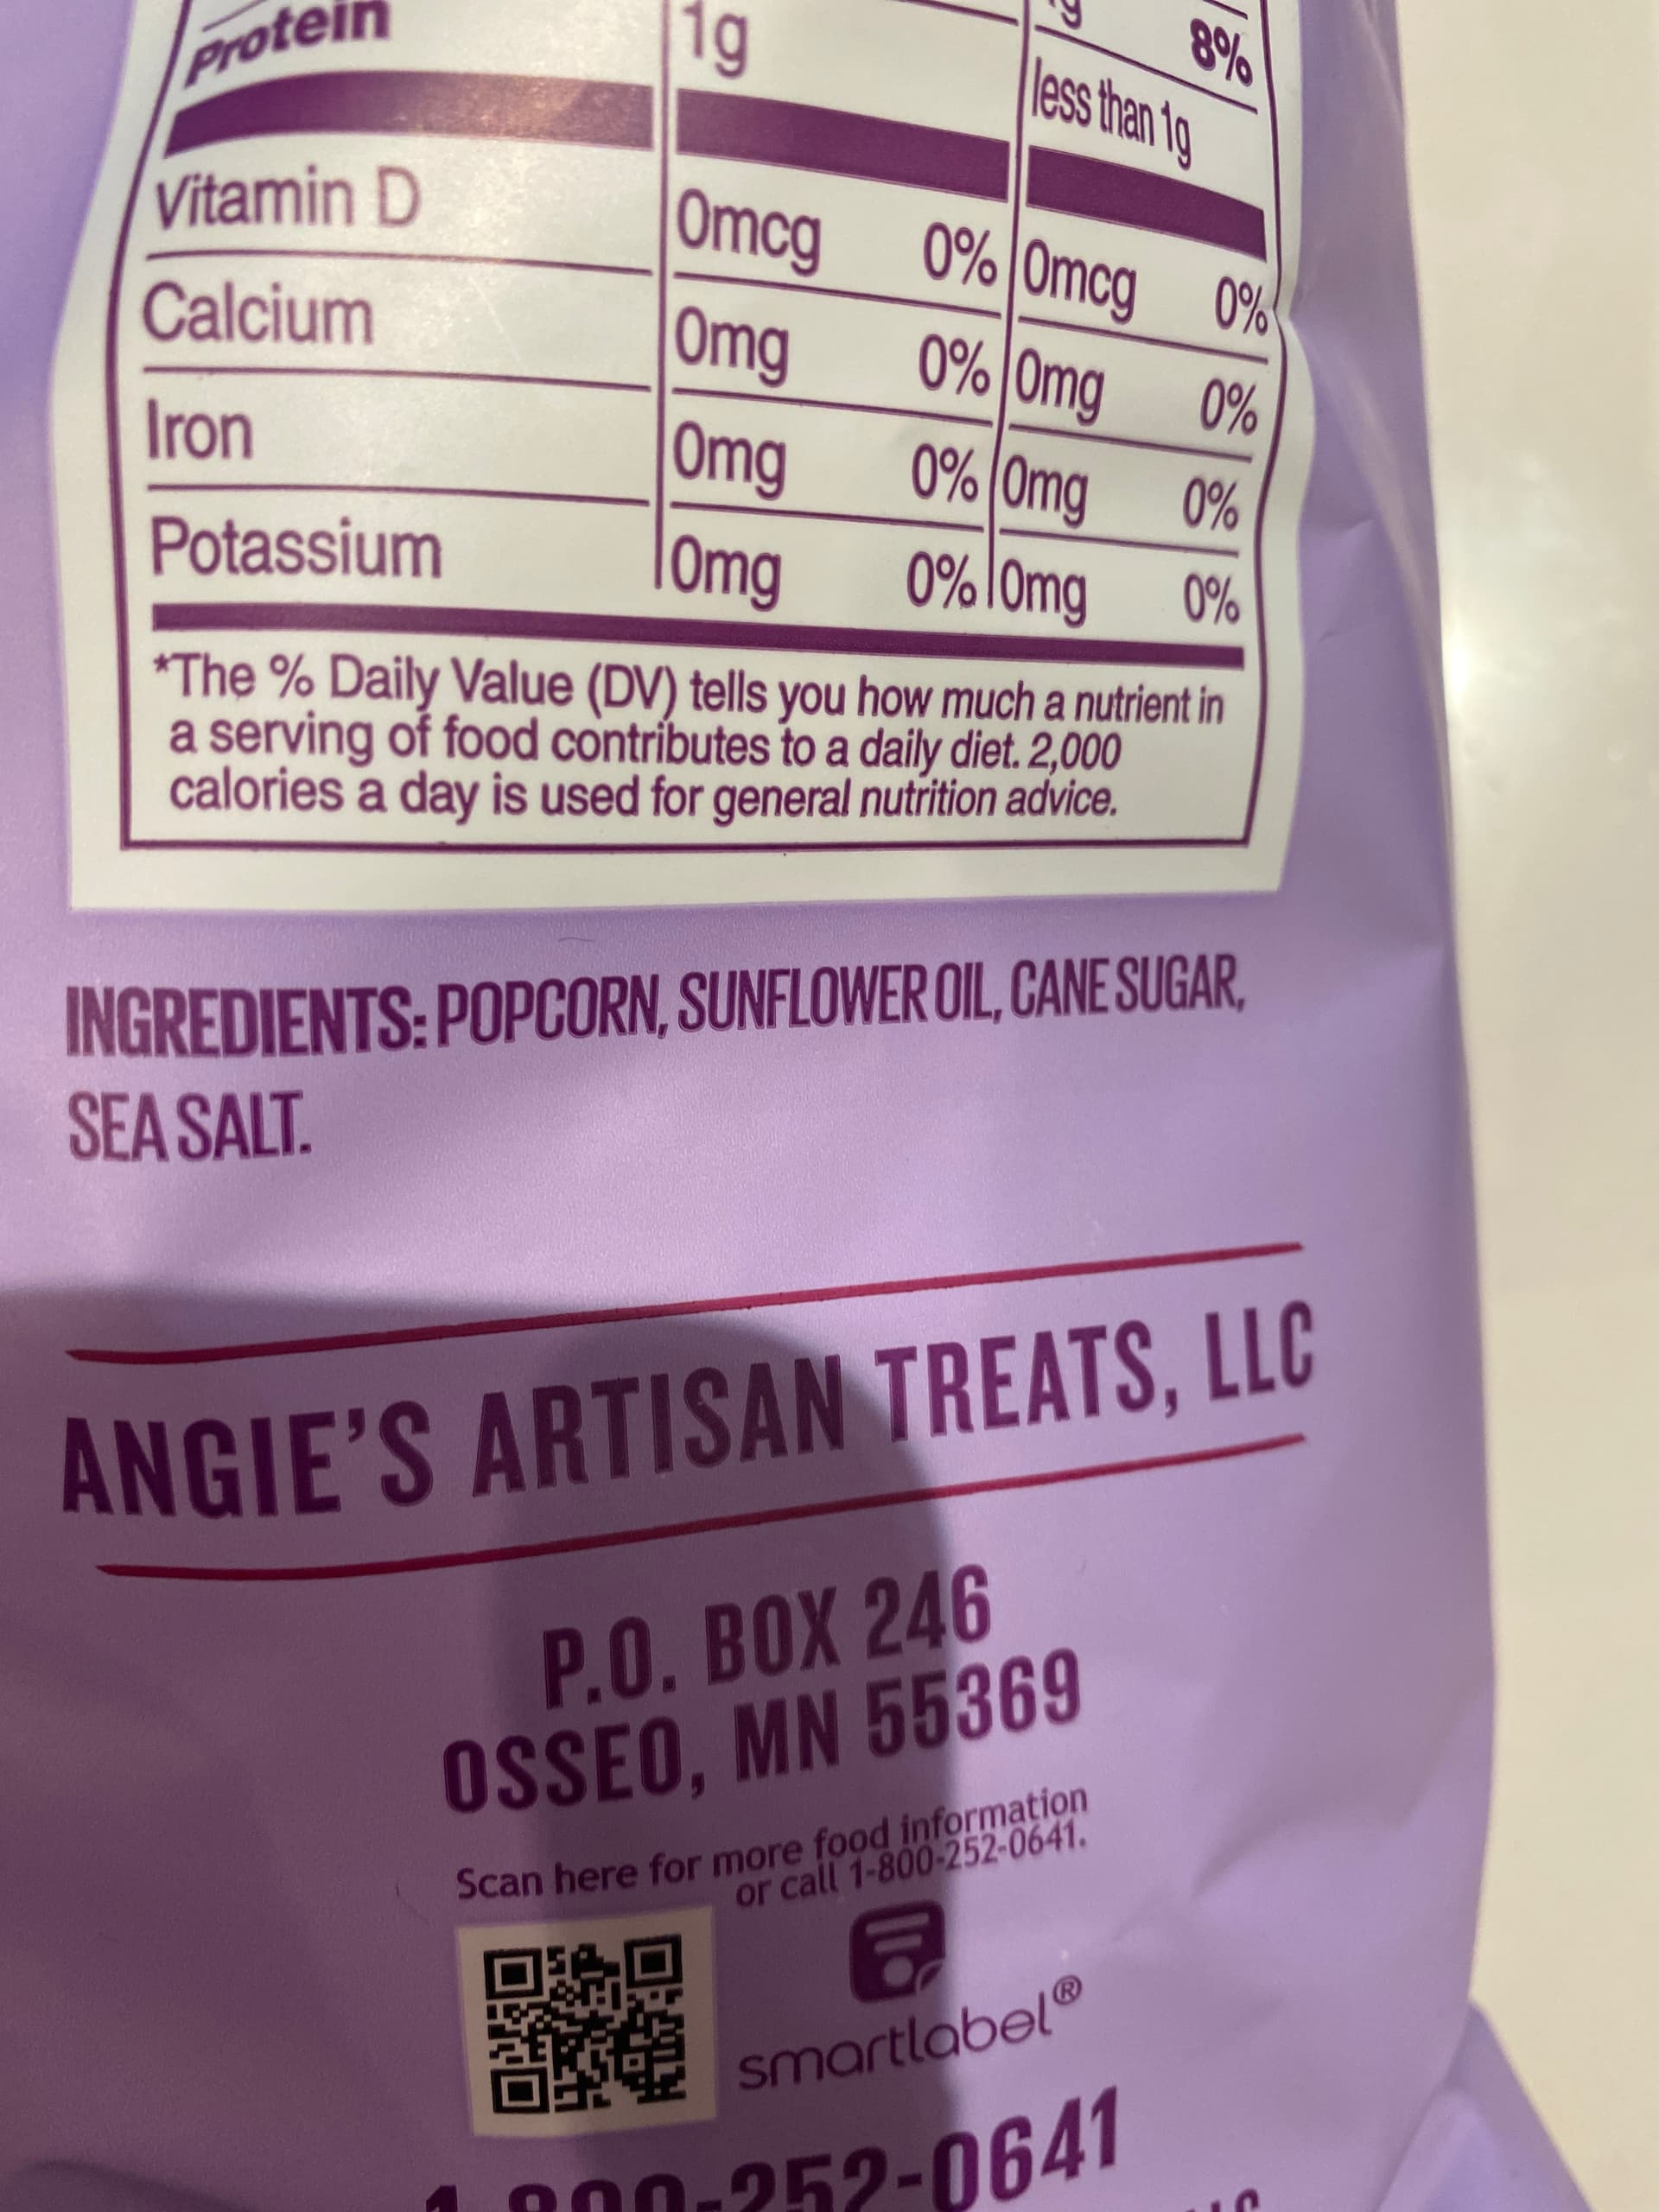 8%
Protein 1g less than 1g
Vitamin D 0mcg 0% 0mcg 0%
Calcium 0mg 0% 0mg 0%
Iron 0mg 0% 0mg 0%
Potassium 0mg 0% 0mg 0%
*The % Daily Value (DV) tells you how much a nutrient in
a serving of food contributes to a daily diet. 2,000
calories a day is used for general nutrition advice.
INGREDIENTS: POPCORN, SUNFLOWER OIL, CANE SUGAR,
SEA SALT.
ANGIE'S ARTISAN TREATS, LLC
P.O. BOX 246
OSSEO, MN 55369
Scan here for more food information
or call 1-800-252-0641.
smartlabel®
1-800-252-0641